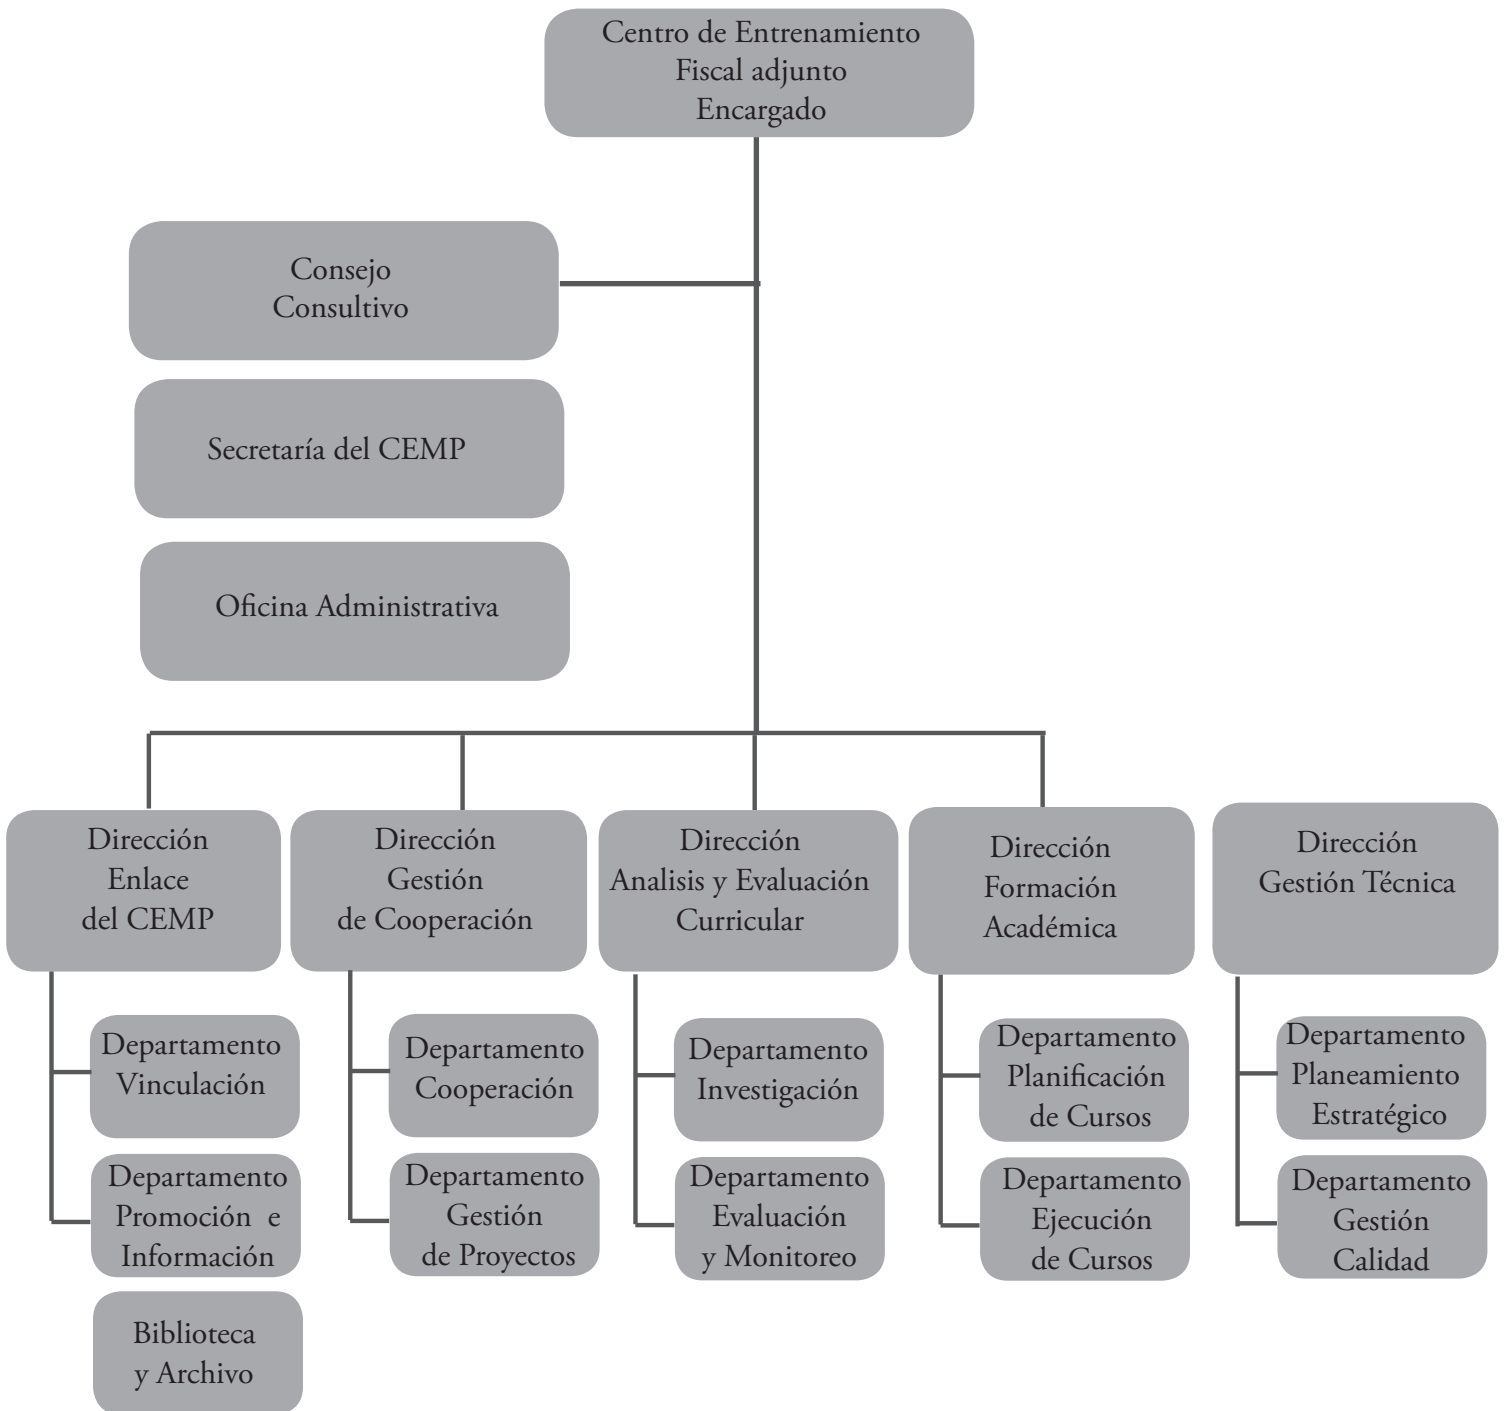 Centro de Entrenamiento
Fiscal adjunto
Encargado
Consejo
Consultivo
Secretaría del CEMP
Oficina Administrativa
Dirección
Enlace
del CEMP
Dirección
Gestión
de Cooperación
Dirección
Analisis y Evaluación
Curricular
Dirección
Formación
Académica
Dirección
Gestión Técnica
Departamento
Vinculación
Departamento
Cooperación
Departamento
Investigación
Departamento
Planificación
de Cursos
Departamento
Planeamiento
Estratégico
Departamento
Promoción e
Información
Departamento
Gestión
de Proyectos
Departamento
Evaluación
y Monitoreo
Departamento
Ejecución
de Cursos
Departamento
Gestión
Calidad
Biblioteca
y Archivo